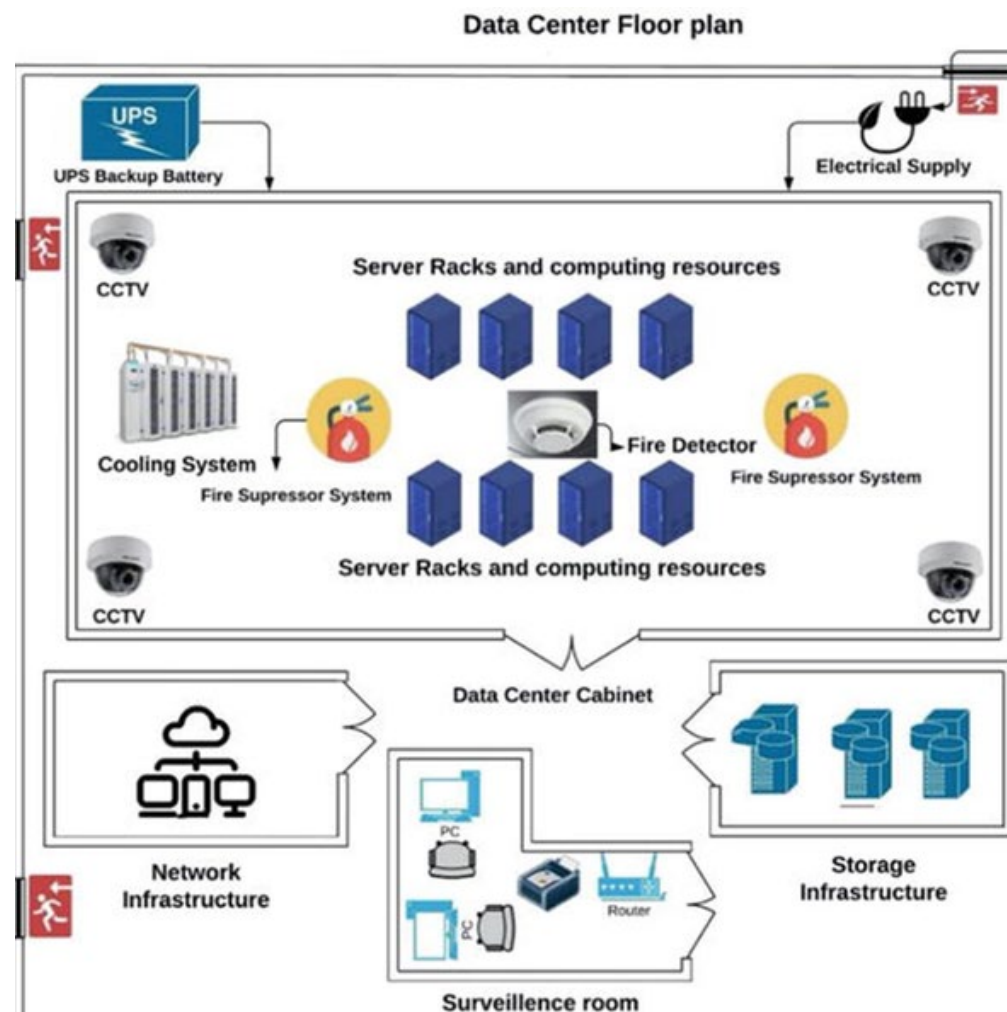 Data Center Floor plan
UPS
UPS Backup Battery
Electrical Supply
CCTV
CCTV
Server Racks and computing resources
Cooling System
Fire Supressor System
Fire Detector
Fire Supressor System
Server Racks and computing resources
CCTV
CCTV
Data Center Cabinet
Network
Infrastructure
Storage
Infrastructure
PC
PC
Router
Surveillence room